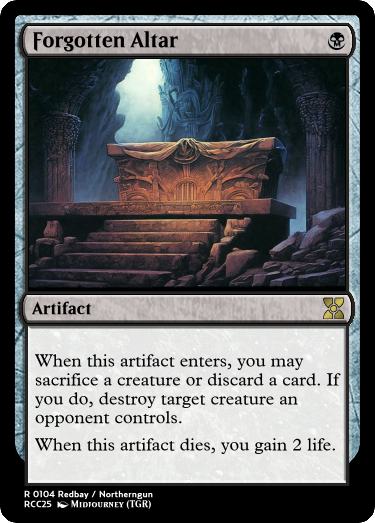 Forgotten Altar
Artifact
When this artifact enters, you may
sacrifice a creature or discard a card. If
you do, destroy target creature an
opponent controls.
When this artifact dies, you gain 2 life.
R 0104 Redbay / Northerngun
RCC25 Midjourney (TGR)